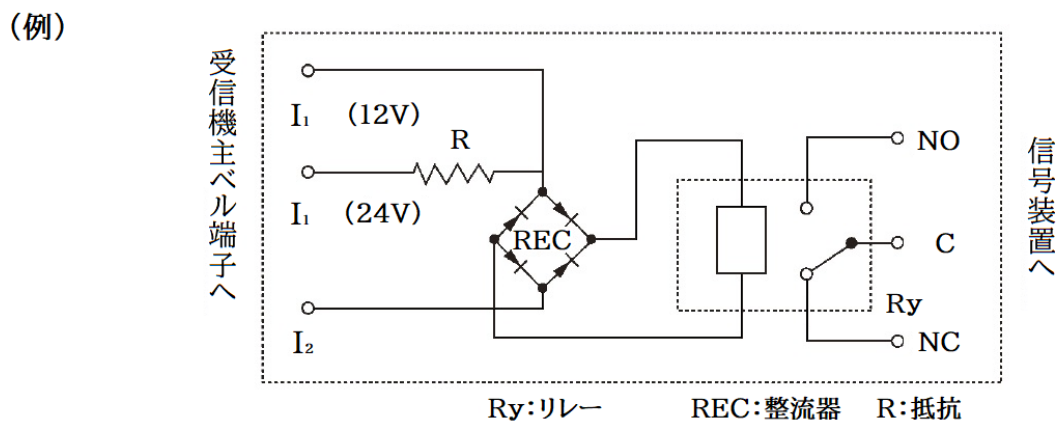 (例)
受信機主ベル端子へ
I₁ (12V)
R
I₁ (24V)
I₂
REC
NO
C
NC
Ry
信号装置へ
Ry:リレー REC:整流器 R:抵抗